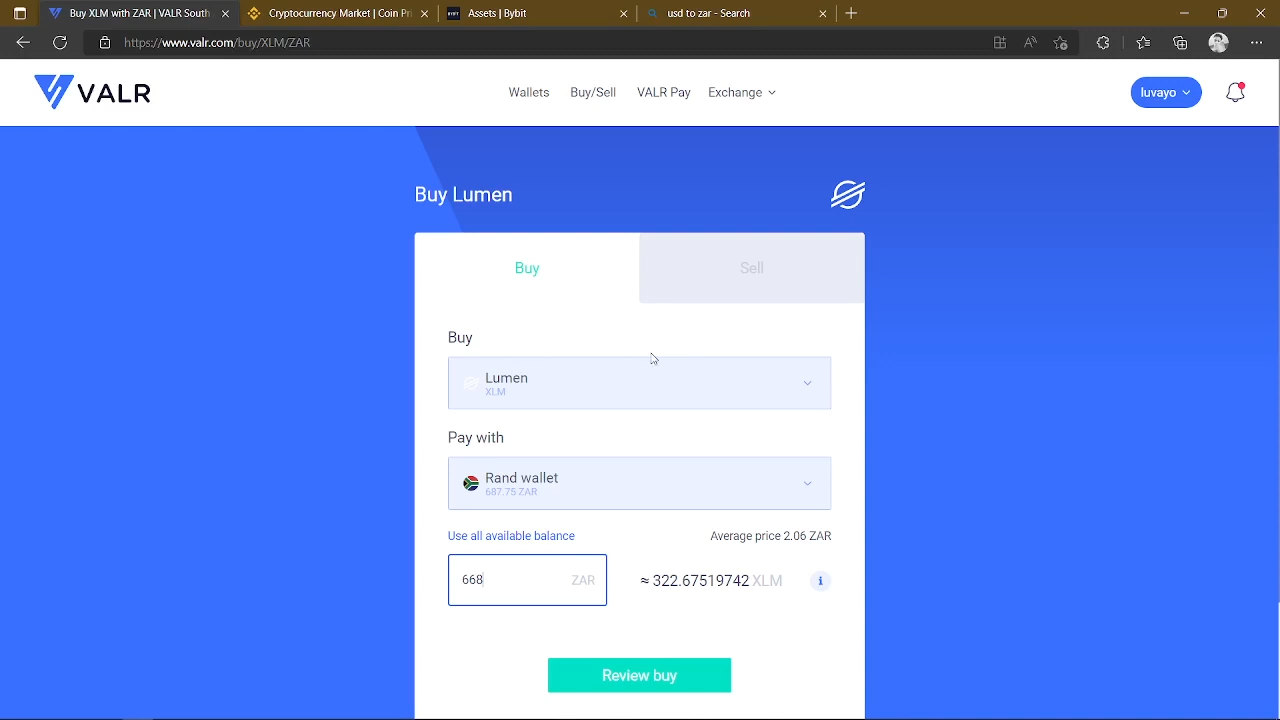 Buy XLM with ZAR | VALR South
Cryptocurrency Market | Coin Pri
BYBIT
Assets | Bybit
usd to zar - Search
https://www.valr.com/buy/XLM/ZAR
VALR
Wallets
Buy/Sell
VALR Pay
Exchange
luvayo
Buy Lumen
Buy
Sell
Buy
Lumen
XLM
Pay with
Rand wallet
687.75 ZAR
Use all available balance
Average price 2.06 ZAR
668
ZAR
≈ 322.67519742 XLM
i
Review buy